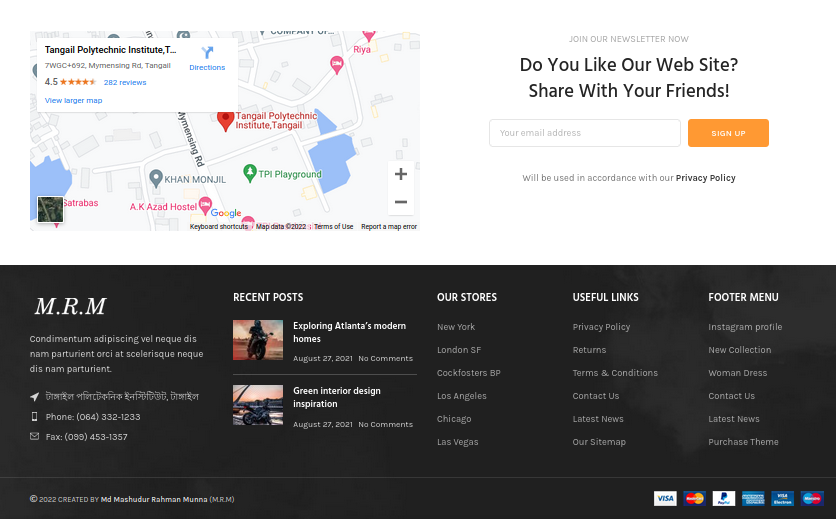 Tangail Polytechnic Institute,T...
7WGC+692, Mymensing Rd, Tangail
Directions
4.5
282 reviews
View larger map
Riya
Tangail Polytechnic
Institute,Tangail
Mymensing Rd
KHAN MONJIL
TPI Playground
Satrabas
A.K Azad Hostel
Google
Keyboard shortcuts
Map data ©2022
Terms of Use
Report a map error
JOIN OUR NEWSLETTER NOW
Do You Like Our Web Site?
Share With Your Friends!
Your email address
SIGN UP
Will be used in accordance with our Privacy Policy
M.R.M
Condimentum adipiscing vel neque dis
nam parturient orci at scelerisque neque
dis nam parturient.
টাঙ্গাইল পলিটেকনিক ইনস্টিটিউট, টাঙ্গাইল
Phone: (064) 332-1233
Fax: (099) 453-1357
RECENT POSTS
Exploring Atlanta's modern
homes
August 27, 2021 No Comments
Green interior design
inspiration
August 27, 2021 No Comments
OUR STORES
New York
London SF
Cockfosters BP
Los Angeles
Chicago
Las Vegas
USEFUL LINKS
Privacy Policy
Returns
Terms & Conditions
Contact Us
Latest News
Our Sitemap
FOOTER MENU
Instagram profile
New Collection
Woman Dress
Contact Us
Latest News
Purchase Theme
© 2022 CREATED BY Md Mashudur Rahman Munna (M.R.M)
VISA
MasterCard
PayPal
VISA
Electron
Maestro